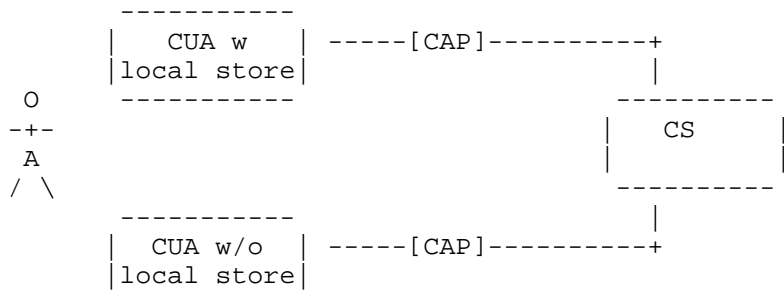 CUA w -----[CAP]----------+
local store
O
-+- CS
A
/ \
CUA w/o -----[CAP]----------+
local store